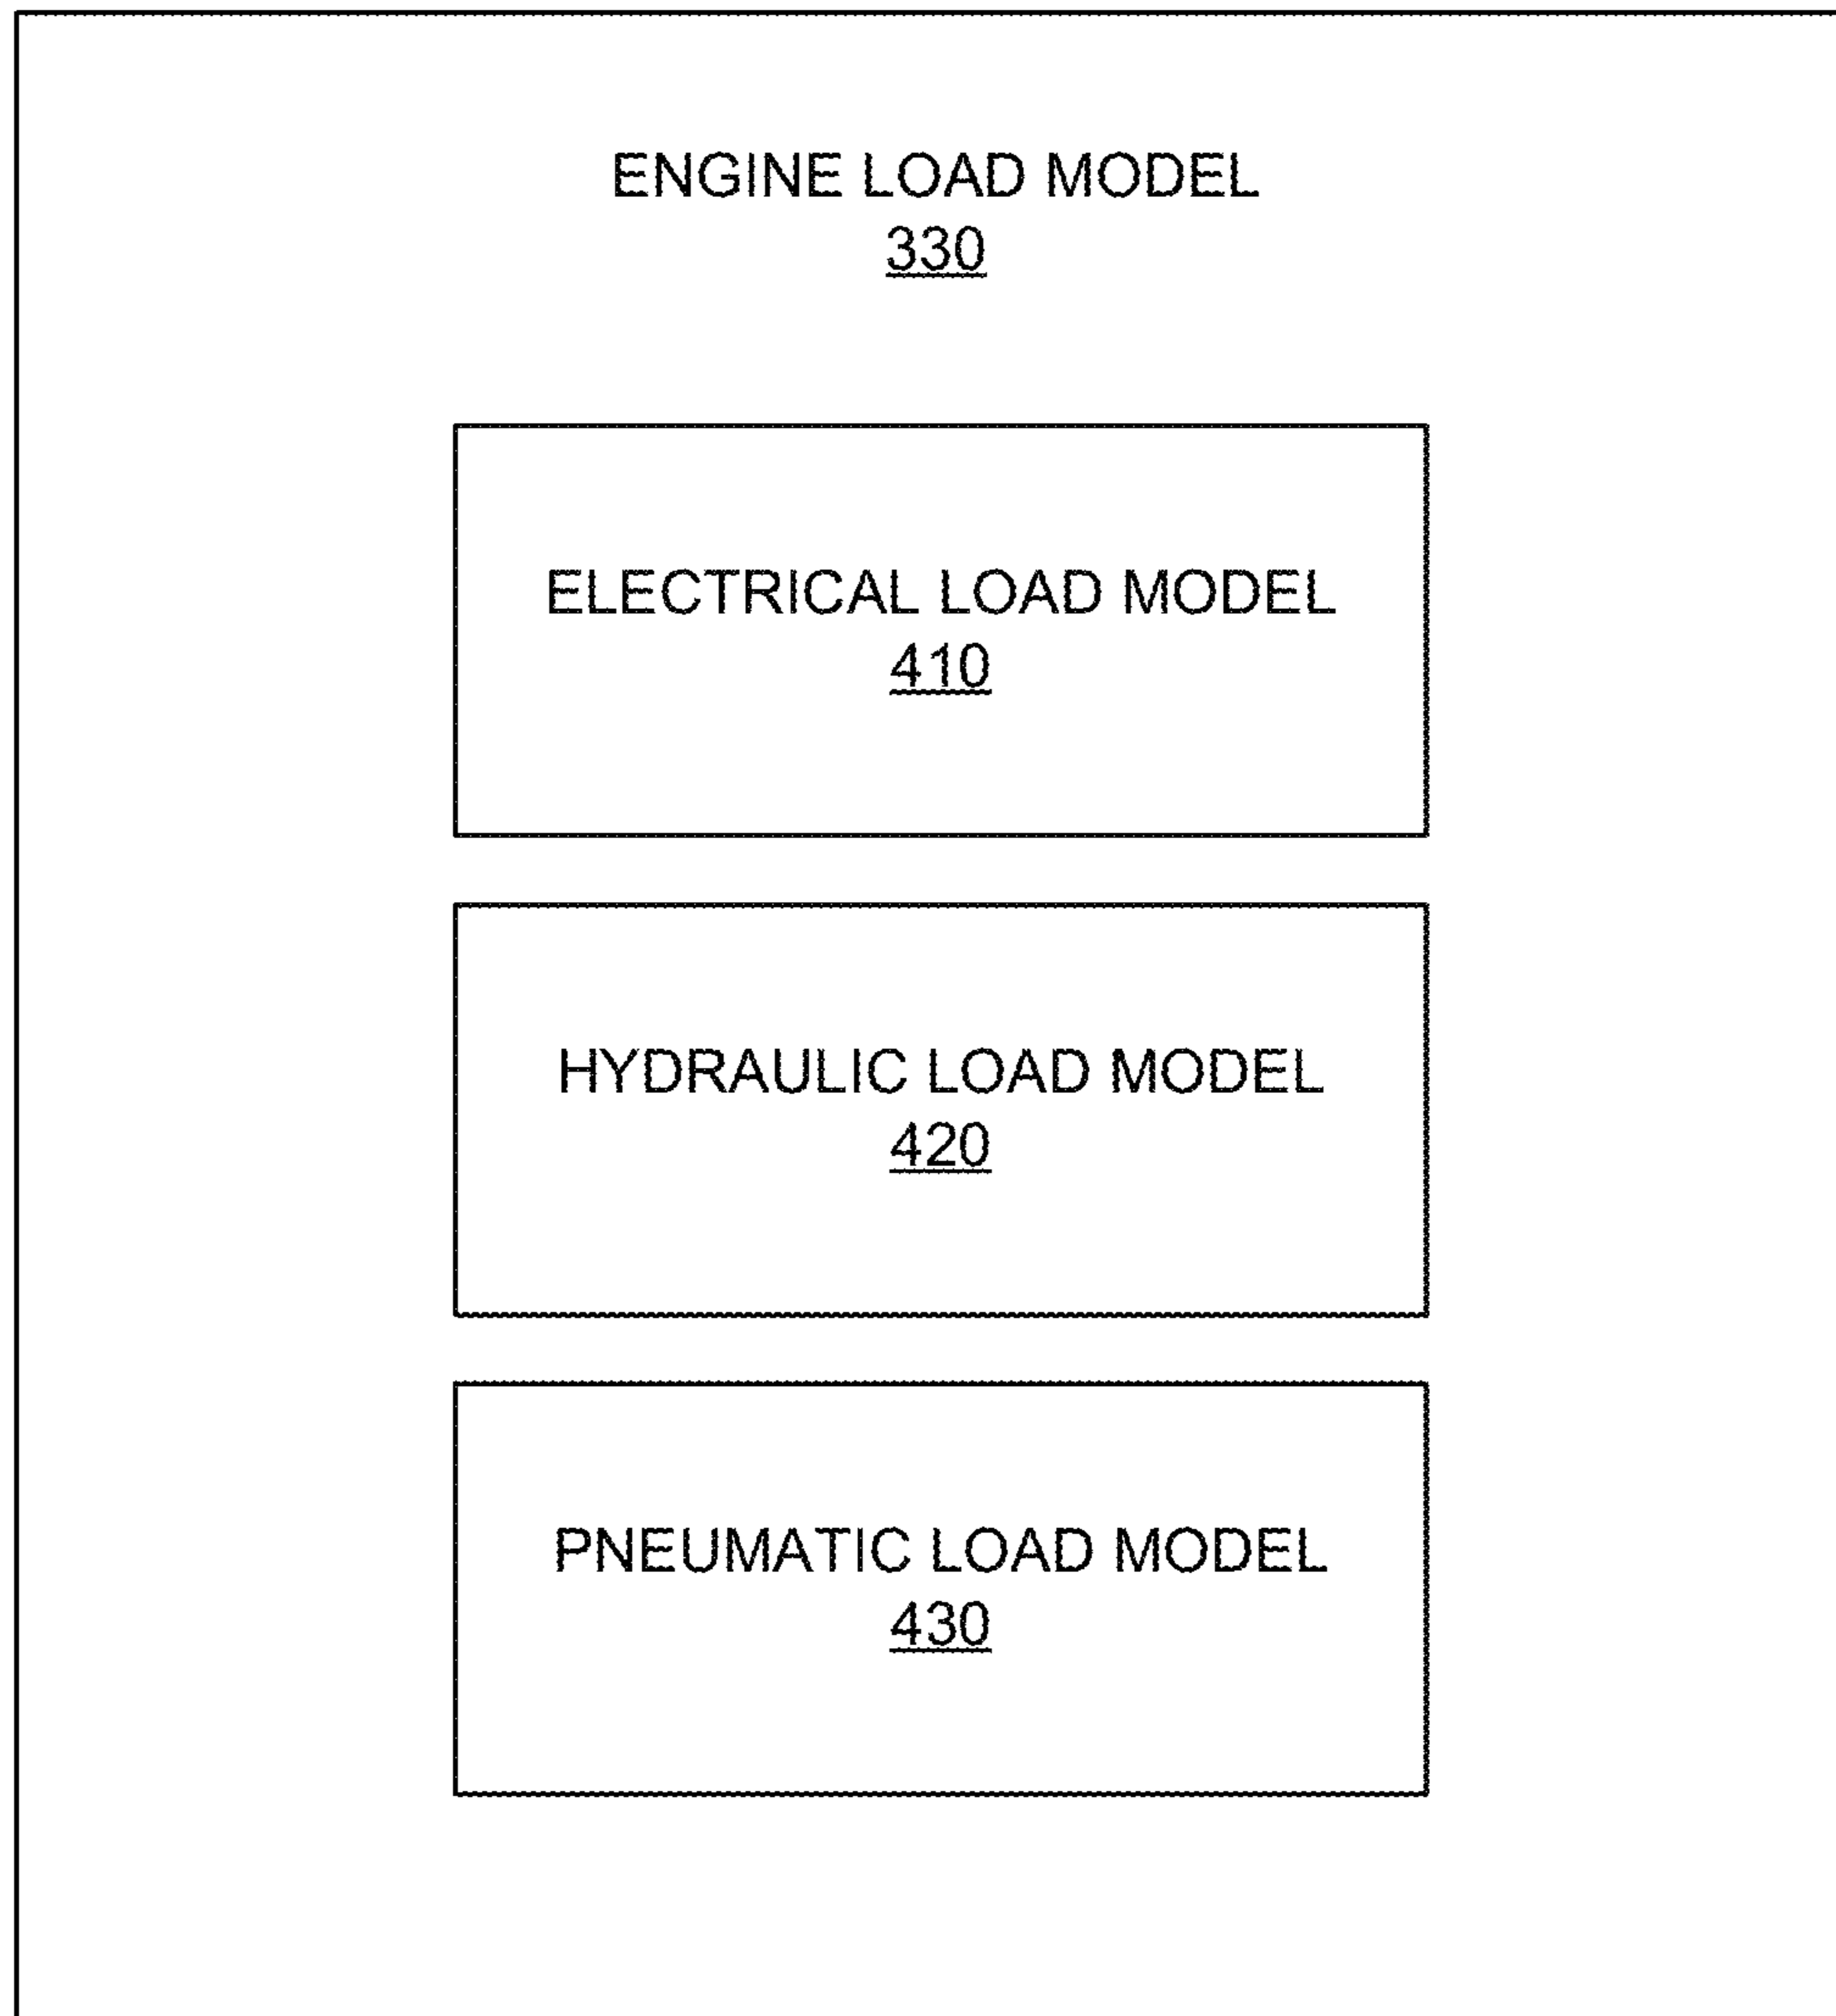 ENGINE LOAD MODEL
330
ELECTRICAL LOAD MODEL
410
HYDRAULIC LOAD MODEL
420
PNEUMATIC LOAD MODEL
430